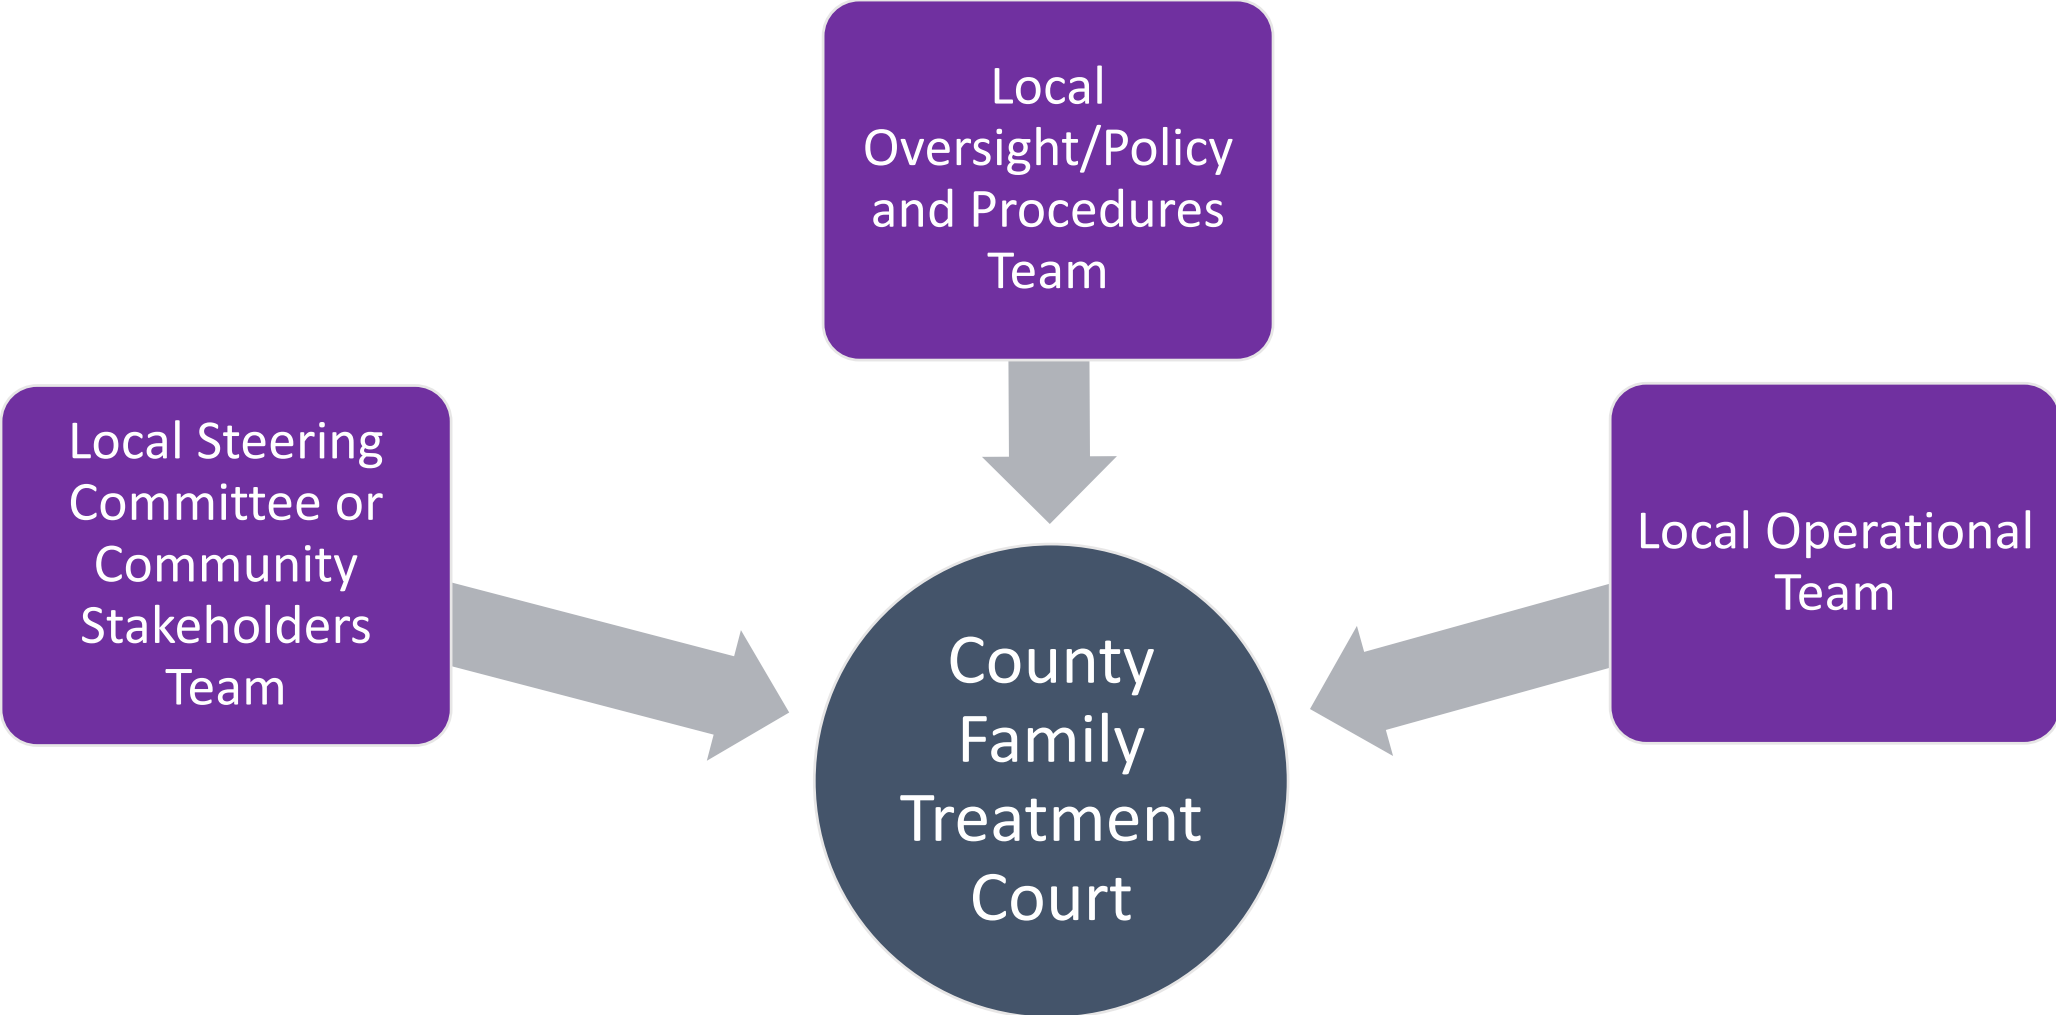 Local
Oversight/Policy
and Procedures
Team
Local Steering
Committee or
Community
Stakeholders
Team
Local Operational
Team
County
Family
Treatment
Court